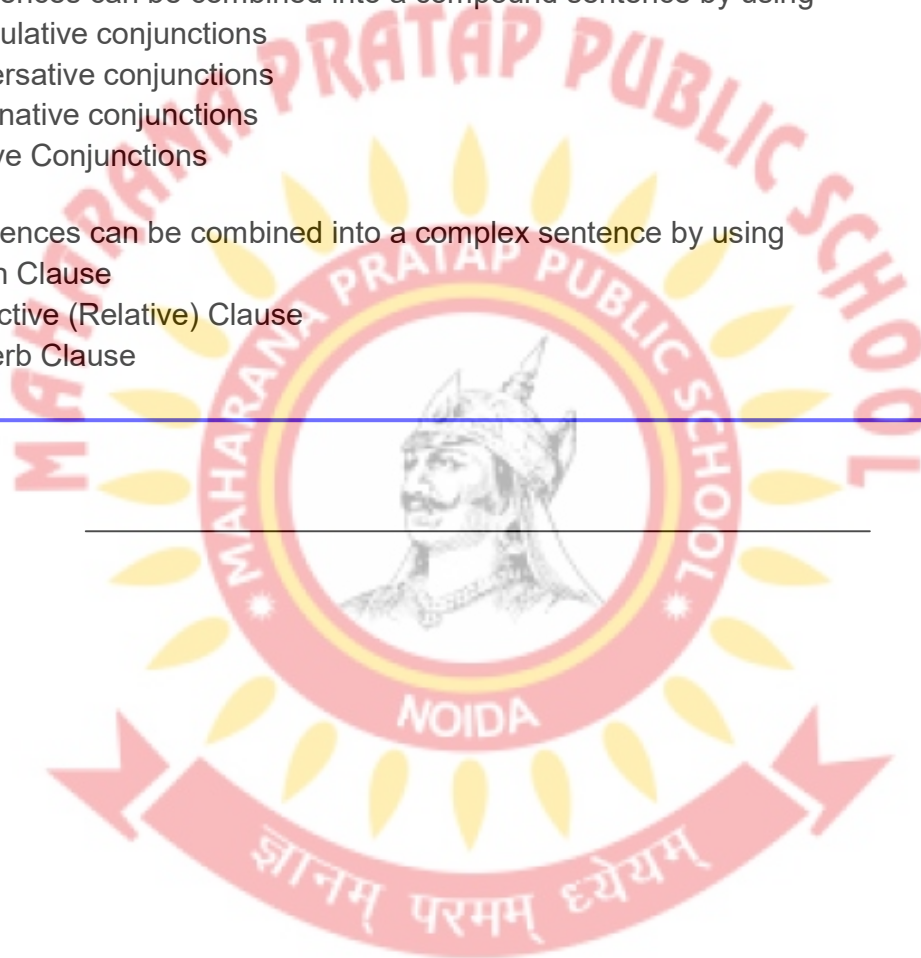 ences can be combined into a compound sentence by using
ulative conjunctions
ersative conjunctions
native conjunctions
ve Conjunctions
ences can be combined into a complex sentence by using
n Clause
ctive (Relative) Clause
erb Clause
MAHARANA PRATAP PUBLIC SCHOOL
MAHARANA PRATAP PUBLIC SCHOOL
NOIDA
ज्ञानम् परमम् ध्येयम्